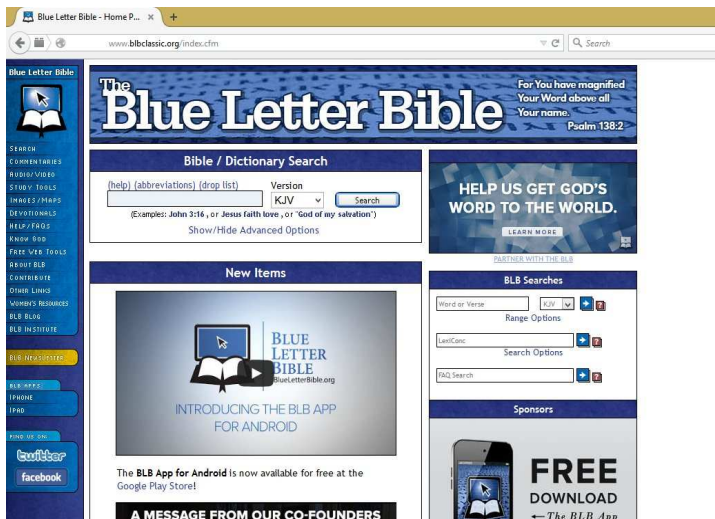 Blue Letter Bible - Home P...
www.blbclassic.org/index.cfm
Search
Blue Letter Bible
SEARCH
COMMENTARIES
AUDIO/VIDEO
STUDY TOOLS
IMAGES/MAPS
DEVOTIONALS
HELP/FAQS
KNOW GOD
FREE WEB TOOLS
ABOUT BLB
CONTRIBUTE
OTHER LINKS
WOMEN'S RESOURCES
BLB BLOG
BLB INSTITUTE
BLB NEWSLETTER
BLB APPS
IPHONE
IPAD
FIND US ON:
twitter
facebook
The
Blue Letter Bible
For You have magnified
Your Word above all
Your name.
Psalm 138:2
Bible / Dictionary Search
(help) (abbreviations) (drop list)
Version
KJV
Search
(Examples: John 3:16 , or Jesus faith love , or "God of my salvation")
Show/Hide Advanced Options
New Items
BLUE
LETTER
BIBLE
BlueLetterBible.org
INTRODUCING THE BLB APP
FOR ANDROID
The BLB App for Android is now available for free at the
Google Play Store!
A MESSAGE FROM OUR CO-FOUNDERS
HELP US GET GOD'S
WORD TO THE WORLD.
LEARN MORE
PARTNER WITH THE BLB
BLB Searches
Word or Verse
KJV
Range Options
LexiConc
Search Options
FAQ Search
Sponsors
FREE
DOWNLOAD
←The BLB App